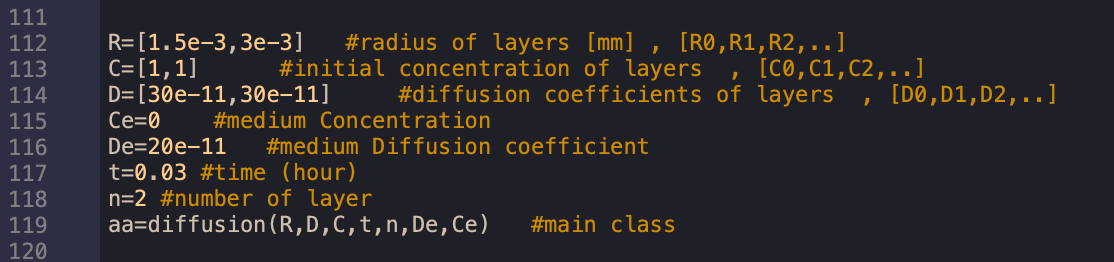 111
112 R=[1.5e-3,3e-3] #radius of layers [mm] , [R0,R1,R2,..]
113 C=[1,1] #initial concentration of layers , [C0,C1,C2,..]
114 D=[30e-11,30e-11] #diffusion coefficients of layers , [D0,D1,D2,..]
115 Ce=0 #medium Concentration
116 De=20e-11 #medium Diffusion coefficient
117 t=0.03 #time (hour)
118 n=2 #number of layer
119 aa=diffusion(R,D,C,t,n,De,Ce) #main class
120